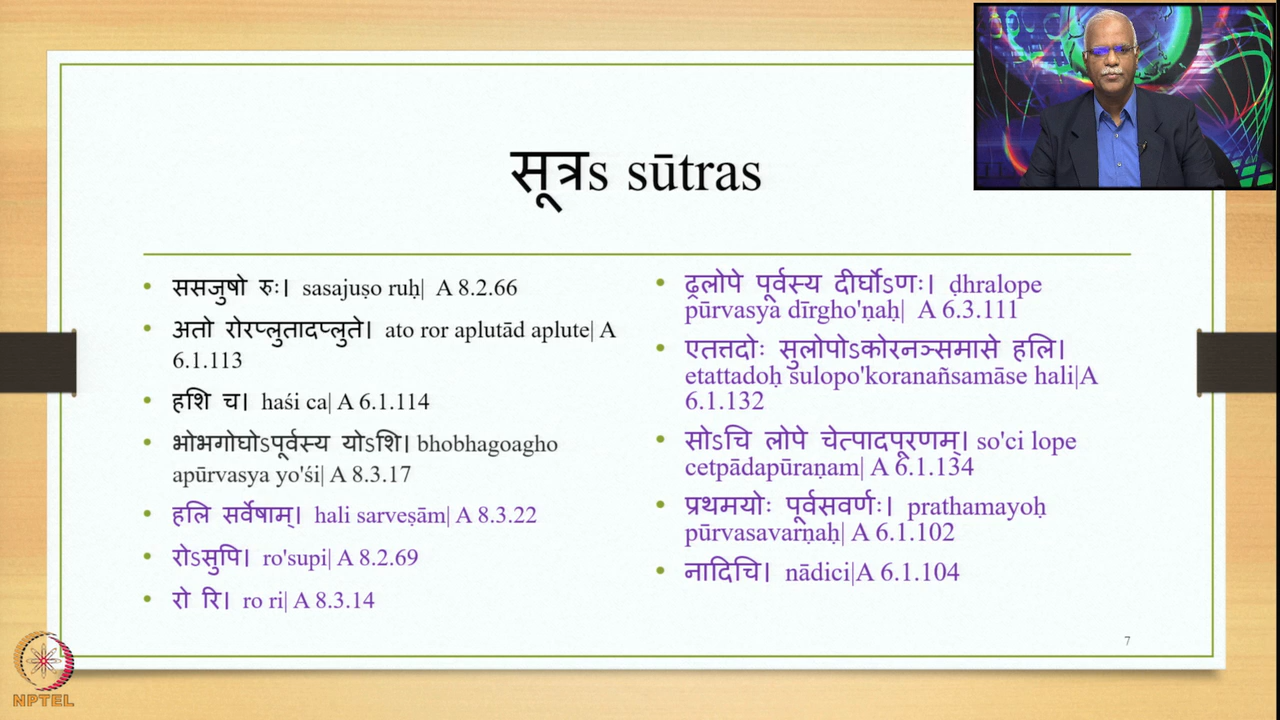 सूत्रs sūtras
• ससजुषो रुः। sasajuṣo ruḥ| A 8.2.66
• अतो रोरप्लुतादप्लुते। ato ror aplutād aplute| A
6.1.113
• हशि च। haśi ca| A 6.1.114
• भोभगोघोऽपूर्वस्य योऽशि। bhobhagoagho
apūrvasya yo'śi| A 8.3.17
• हलि सर्वेषाम्। hali sarveṣām| A 8.3.22
• रोऽसुपि। ro'supi| A 8.2.69
• रो रि। ro ri| A 8.3.14
• ढ्रलोपे पूर्वस्य दीर्घोऽणः। ḍhralope
pūrvasya dīrgho'ṇaḥ| A 6.3.111
• एतत्तदोः सुलोपोऽकोरनञ्समासे हलि।
etattadoḥ sulopo'koranañsamāse hali|A
6.1.132
• सोऽचि लोपे चेत्पादपूरणम्। so'ci lope
cetpādapūraṇam| A 6.1.134
• प्रथमयोः पूर्वसवर्णः। prathamayoḥ
pūrvasavarṇaḥ| A 6.1.102
• नादिचि। nādici|A 6.1.104
7
NPTEL